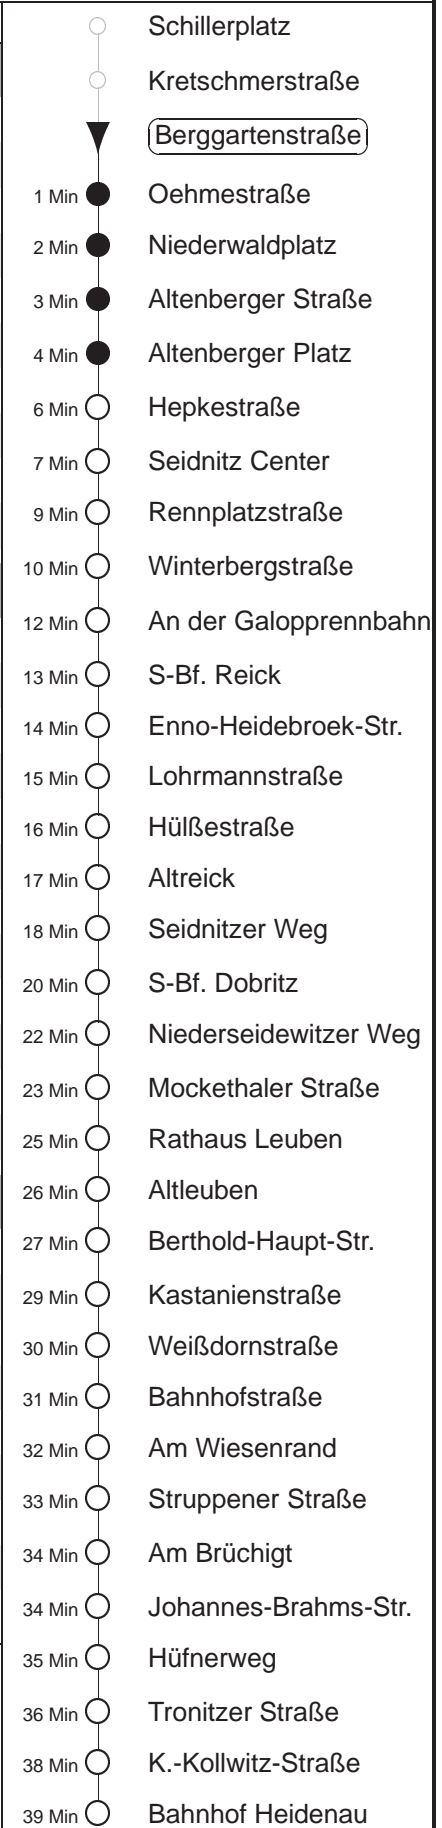 Schillerplatz
Kretschmerstraße
Berggartenstraße
1 Min Oehmestraße
2 Min Niederwaldplatz
3 Min Altenberger Straße
4 Min Altenberger Platz
6 Min Hepkestraße
7 Min Seidnitz Center
9 Min Rennplatzstraße
10 Min Winterbergstraße
12 Min An der Galopprennbahn
13 Min S-Bf. Reick
14 Min Enno-Heidebroek-Str.
15 Min Lohrmannstraße
16 Min Hülßestraße
17 Min Altreick
18 Min Seidnitzer Weg
20 Min S-Bf. Dobritz
22 Min Niederseidewitzer Weg
23 Min Mockethaler Straße
25 Min Rathaus Leuben
26 Min Altleuben
27 Min Berthold-Haupt-Str.
29 Min Kastanienstraße
30 Min Weißdornstraße
31 Min Bahnhofstraße
32 Min Am Wiesenrand
33 Min Struppener Straße
34 Min Am Brüchigt
34 Min Johannes-Brahms-Str.
35 Min Hüfnerweg
36 Min Tronitzer Straße
38 Min K.-Kollwitz-Straße
39 Min Bahnhof Heidenau